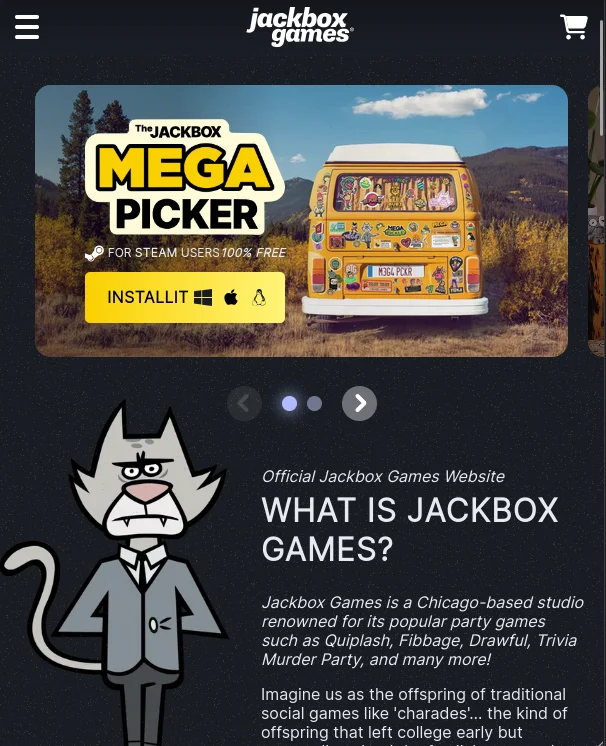 jackbox
games®
The JACKBOX
MEGA
PICKER
FOR STEAM USERS 100% FREE
INSTALL IT
M3G4 PCKR
Official Jackbox Games Website
WHAT IS JACKBOX
GAMES?
Jackbox Games is a Chicago-based studio
renowned for its popular party games
such as Quiplash, Fibbage, Drawful, Trivia
Murder Party, and many more!
Imagine us as the offspring of traditional
social games like 'charades'... the kind of
offspring that left college early but